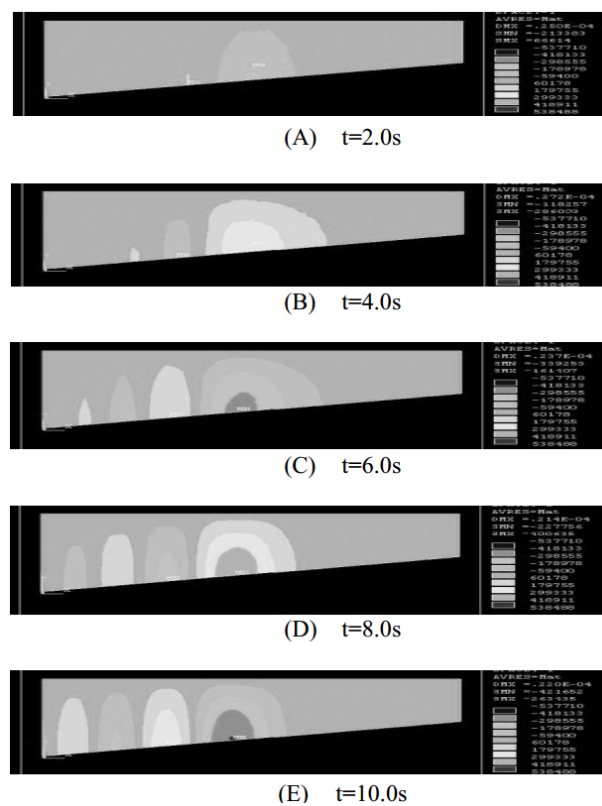 AVRES=Mat
DMX =.250E-04
SMN =-213383
SMX =66614
-537710
-418133
-298555
-178978
-59400
60178
179755
299333
418911
538488
(A) t=2.0s
AVRES=Mat
DMX =.272E-04
SMN =-118257
-537710
-418133
-298555
-178978
-59400
60178
179755
299333
418911
538488
(B) t=4.0s
AVRES=Mat
DMX =.237E-04
SMN =-339253
SMX =161407
-537710
-418133
-298555
-178978
-59400
60178
179755
299333
418911
538488
(C) t=6.0s
AVRES=Mat
DMX =.214E-04
SMN =-227756
SMX =400635
-537710
-418133
-298555
-178978
-59400
60178
179755
299333
418911
538488
(D) t=8.0s
AVRES=Mat
DMX =.220E-04
SMN =-421652
SMX =263435
-537710
-418133
-298555
-178978
-59400
60178
179755
299333
418911
538488
(E) t=10.0s